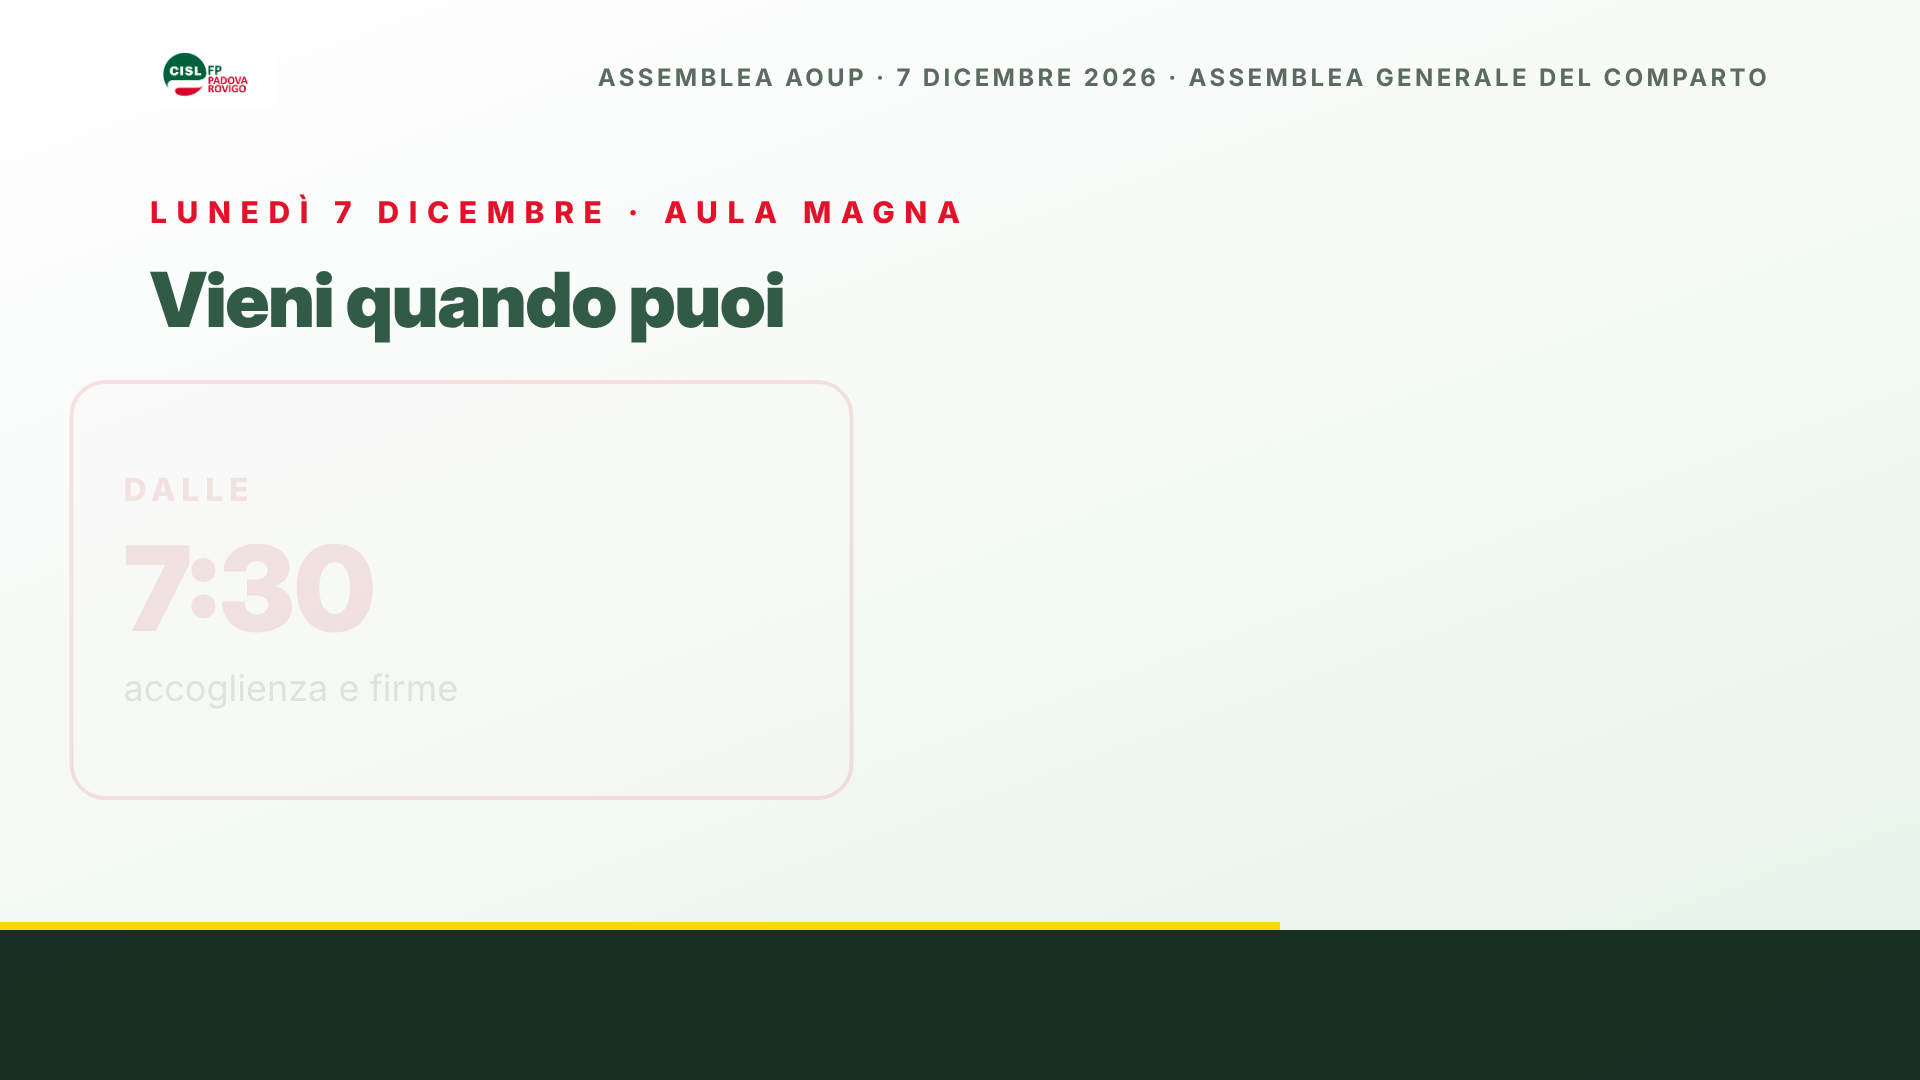 CISL FP
PADOVA
ROVIGO
ASSEMBLEA AOUP · 7 DICEMBRE 2026 · ASSEMBLEA GENERALE DEL COMPARTO
LUNEDÌ 7 DICEMBRE · AULA MAGNA
Vieni quando puoi
DALLE
7:30
accoglienza e firme